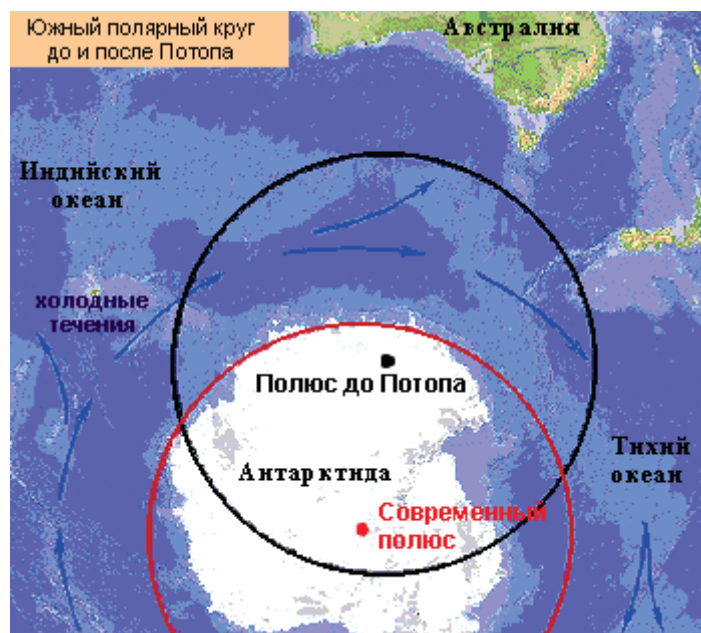 Южный полярный круг
до и после Потопа
Австралия
Индийский
океан
холодные
течения
Полюс до Потопа
Антарктида
Тихий
океан
Современный
полюс